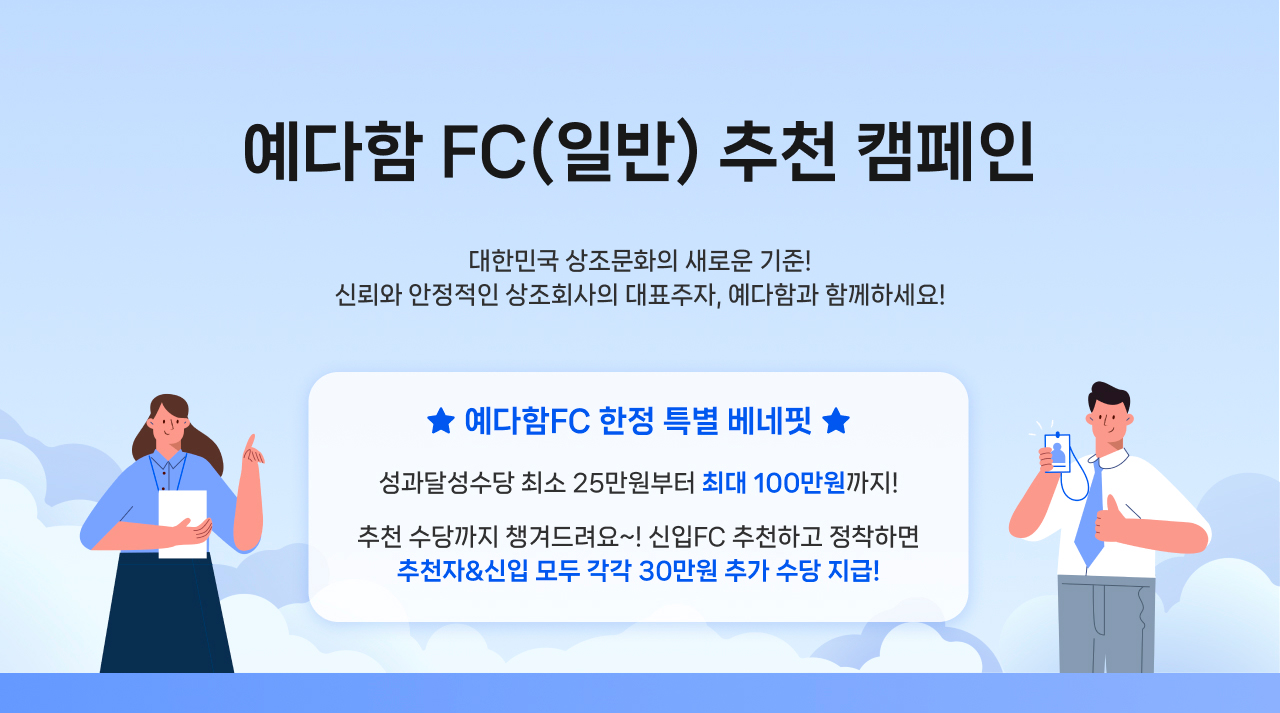 예다함 FC(일반) 추천 캠페인
대한민국 상조문화의 새로운 기준!
신뢰와 안정적인 상조회사의 대표주자, 예다함과 함께하세요!
★ 예다함FC 한정 특별 베네핏 ★
성과달성수당 최소 25만원부터 최대 100만원까지!
추천 수당까지 챙겨드려요~! 신입FC 추천하고 정착하면
추천자&신입 모두 각각 30만원 추가 수당 지급!